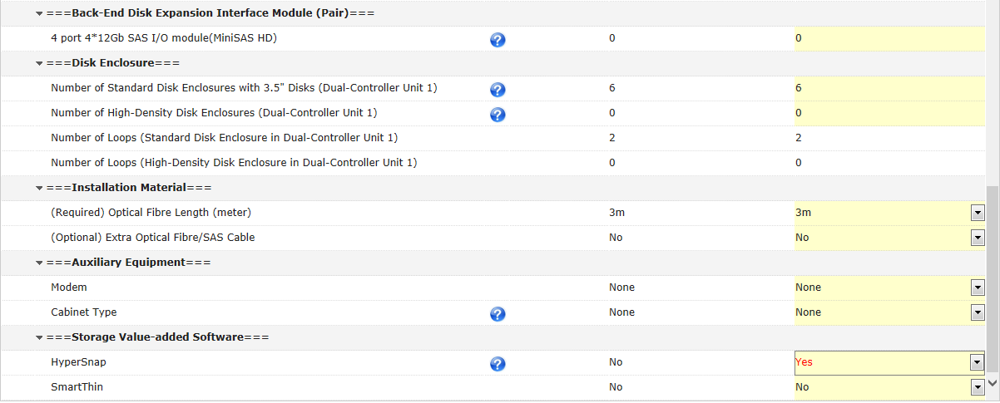 ===Back-End Disk Expansion Interface Module (Pair)===
4 port 4*12Gb SAS I/O module(MiniSAS HD) ? 0 0
===Disk Enclosure===
Number of Standard Disk Enclosures with 3.5" Disks (Dual-Controller Unit 1) ? 6 6
Number of High-Density Disk Enclosures (Dual-Controller Unit 1) ? 0 0
Number of Loops (Standard Disk Enclosure in Dual-Controller Unit 1) 2 2
Number of Loops (High-Density Disk Enclosure in Dual-Controller Unit 1) 0 0
===Installation Material===
(Required) Optical Fibre Length (meter) 3m 3m
(Optional) Extra Optical Fibre/SAS Cable No No
===Auxiliary Equipment===
Modem None None
Cabinet Type ? None None
===Storage Value-added Software===
HyperSnap ? No Yes
SmartThin No No